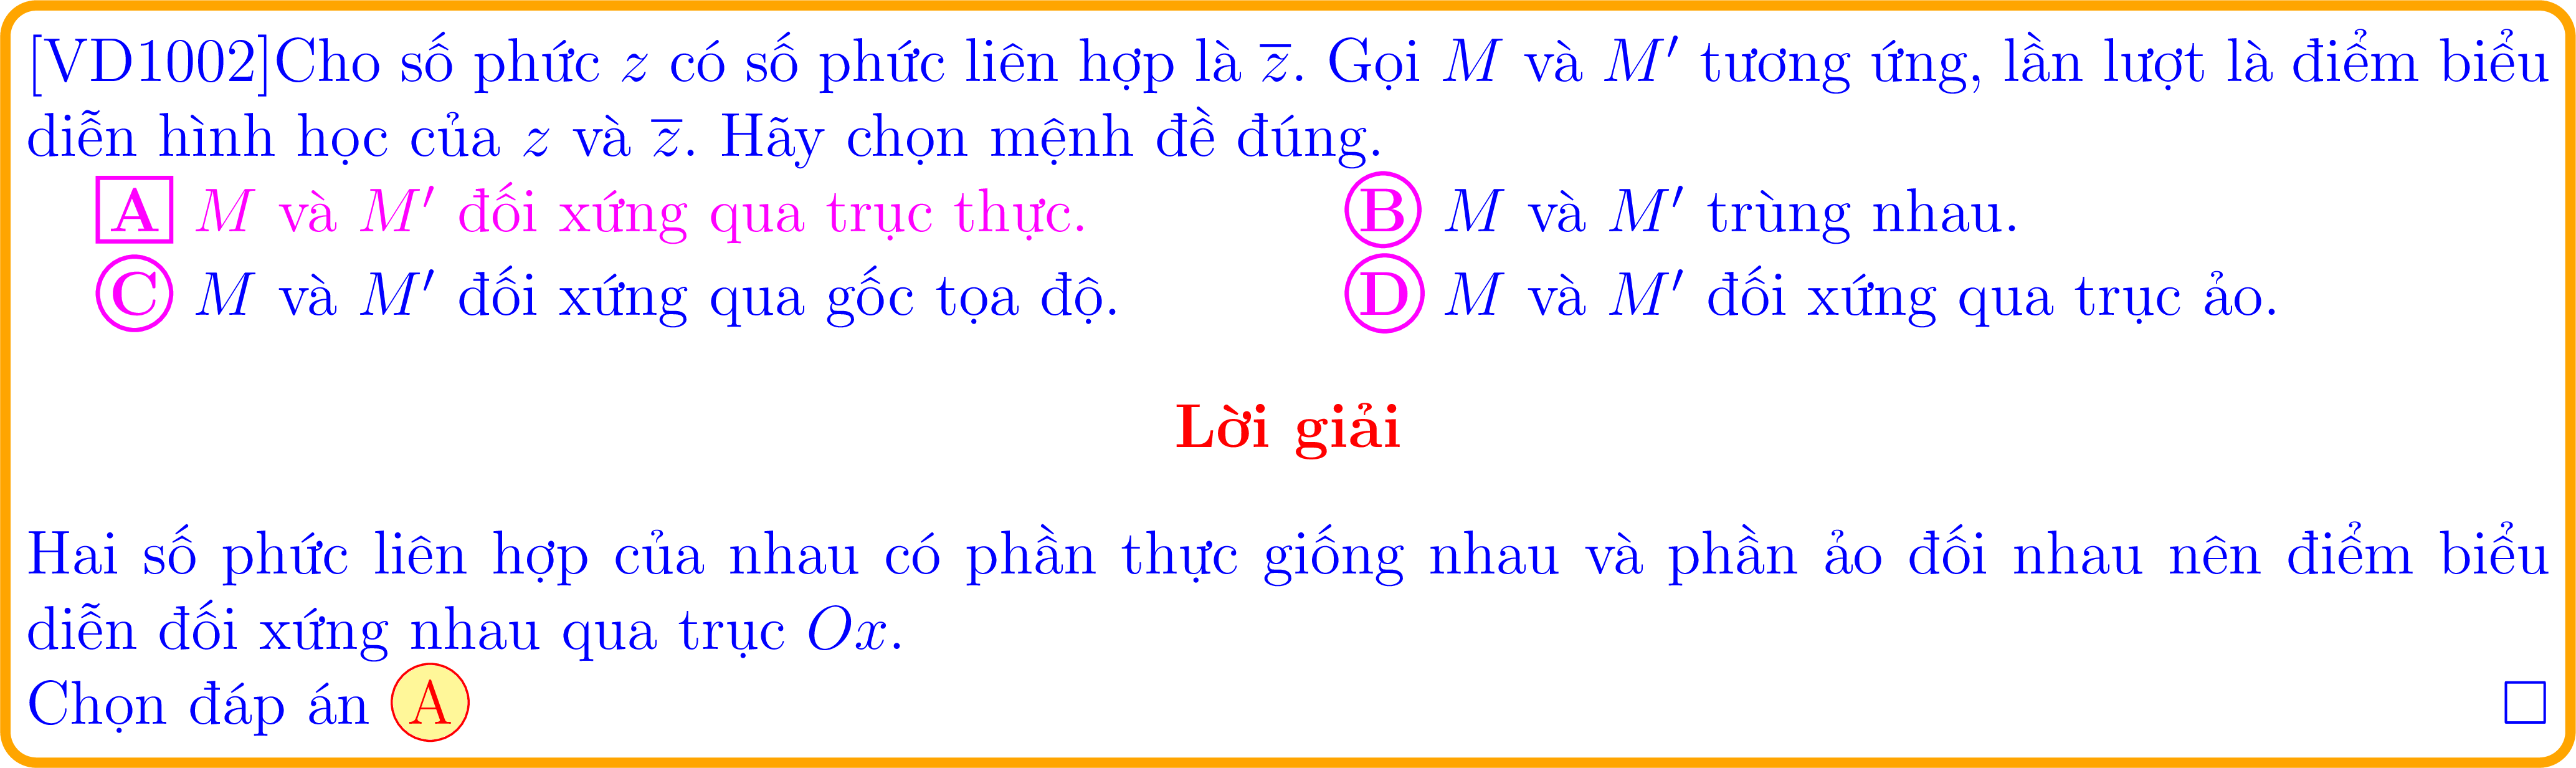 [VD1002]Cho số phức z có số phức liên hợp là z̅. Gọi M và M′ tương ứng, lần lượt là điểm biểu
diễn hình học của z và z̅. Hãy chọn mệnh đề đúng.
A M và M′ đối xứng qua trục thực. B M và M′ trùng nhau.
C M và M′ đối xứng qua gốc tọa độ. D M và M′ đối xứng qua trục ảo.
Lời giải
Hai số phức liên hợp của nhau có phần thực giống nhau và phần ảo đối nhau nên điểm biểu
diễn đối xứng nhau qua trục Ox.
Chọn đáp án A □